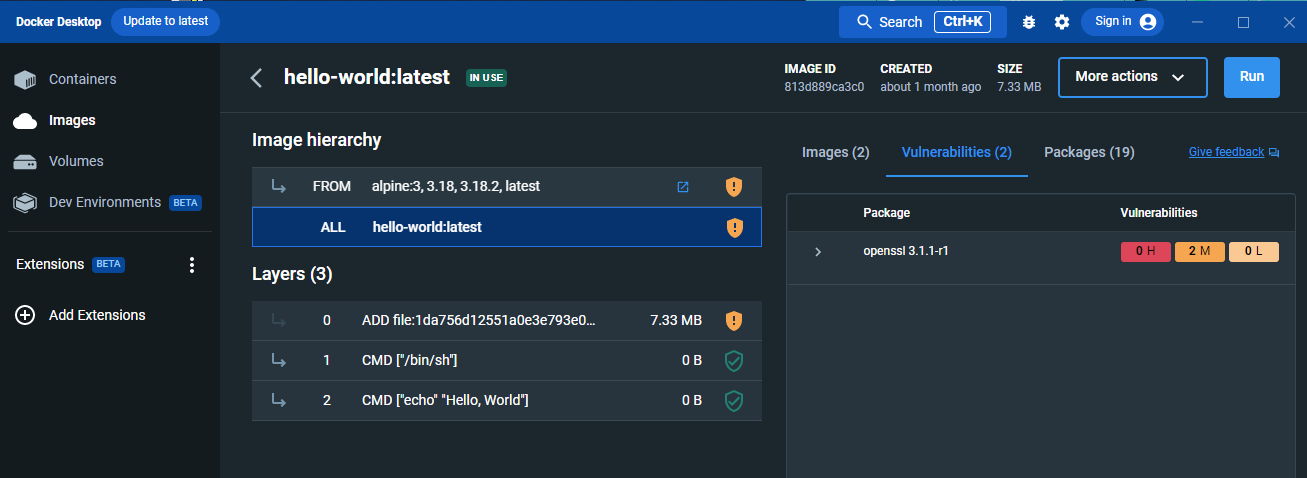 Docker Desktop
Update to latest
Search
Ctrl+K
Sign in
Containers
Images
Volumes
Dev Environments
BETA
Extensions
BETA
Add Extensions
hello-world:latest
IN USE
IMAGE ID
813d889ca3c0
CREATED
about 1 month ago
SIZE
7.33 MB
More actions
Run
Image hierarchy
FROM alpine:3, 3.18, 3.18.2, latest
ALL hello-world:latest
Layers (3)
0 ADD file:1da756d12551a0e3e793e0... 7.33 MB
1 CMD ["/bin/sh"] 0 B
2 CMD ["echo" "Hello, World"] 0 B
Images (2)
Vulnerabilities (2)
Packages (19)
Give feedback
Package Vulnerabilities
openssl 3.1.1-r1 0 H 2 M 0 L